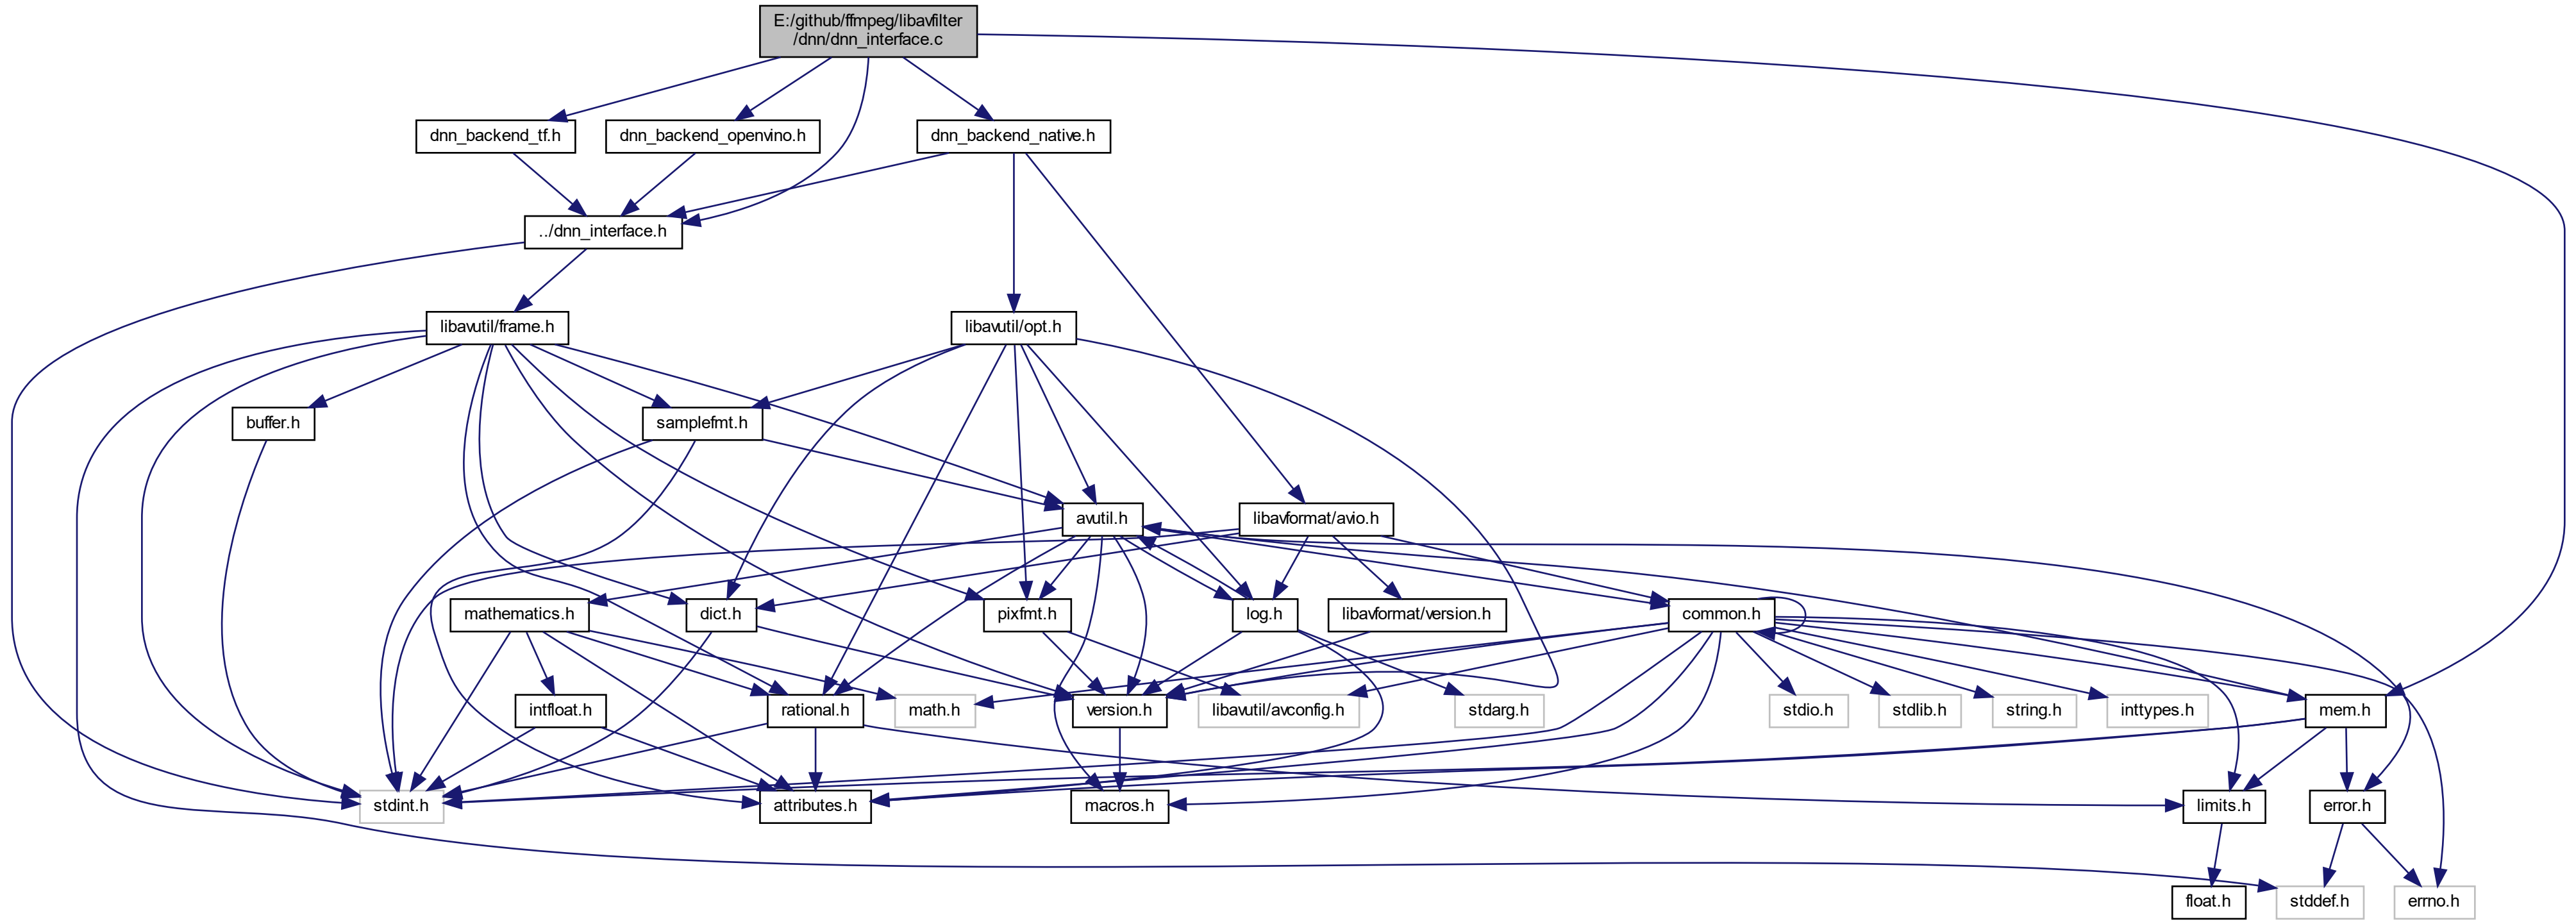 E:/github/ffmpeg/libavfilter
/dnn/dnn_interface.c
dnn_backend_tf.h
dnn_backend_openvino.h
dnn_backend_native.h
../dnn_interface.h
libavutil/frame.h
libavutil/opt.h
buffer.h
samplefmt.h
avutil.h
libavformat/avio.h
mathematics.h
dict.h
pixfmt.h
log.h
libavformat/version.h
common.h
intfloat.h
rational.h
math.h
version.h
libavutil/avconfig.h
stdarg.h
stdio.h
stdlib.h
string.h
inttypes.h
mem.h
stdint.h
attributes.h
macros.h
limits.h
error.h
float.h
stddef.h
errno.h